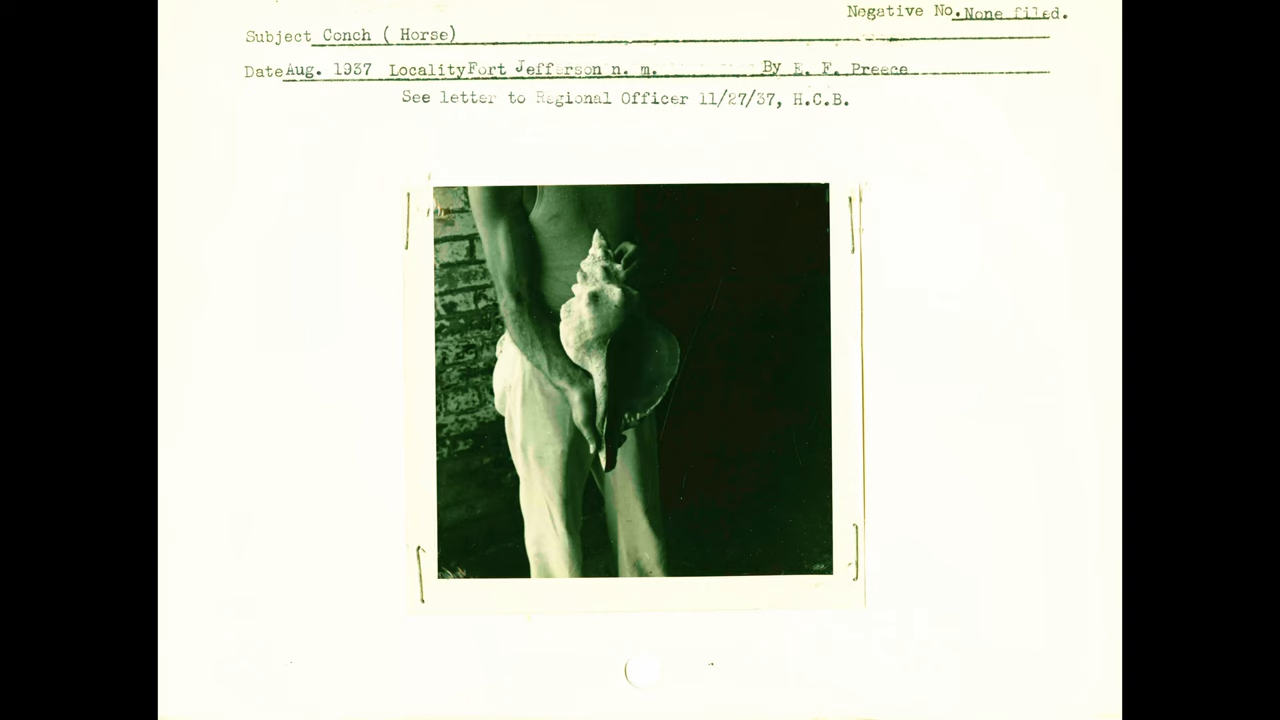 Negative No. None filed.
Subject Conch ( Horse)
Date Aug. 1937 Locality Fort Jefferson n. m. By E. F. Preece
See letter to Regional Officer 11/27/37, H.C.B.